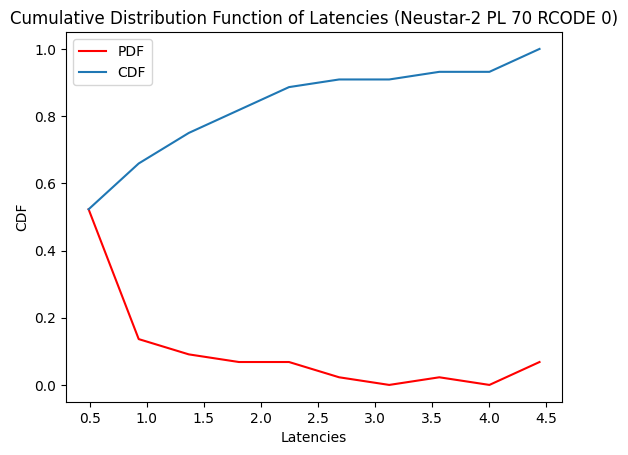 Cumulative Distribution Function of Latencies (Neustar-2 PL 70 RCODE 0)
PDF
CDF
CDF
1.0
0.8
0.6
0.4
0.2
0.0
0.5 1.0 1.5 2.0 2.5 3.0 3.5 4.0 4.5
Latencies